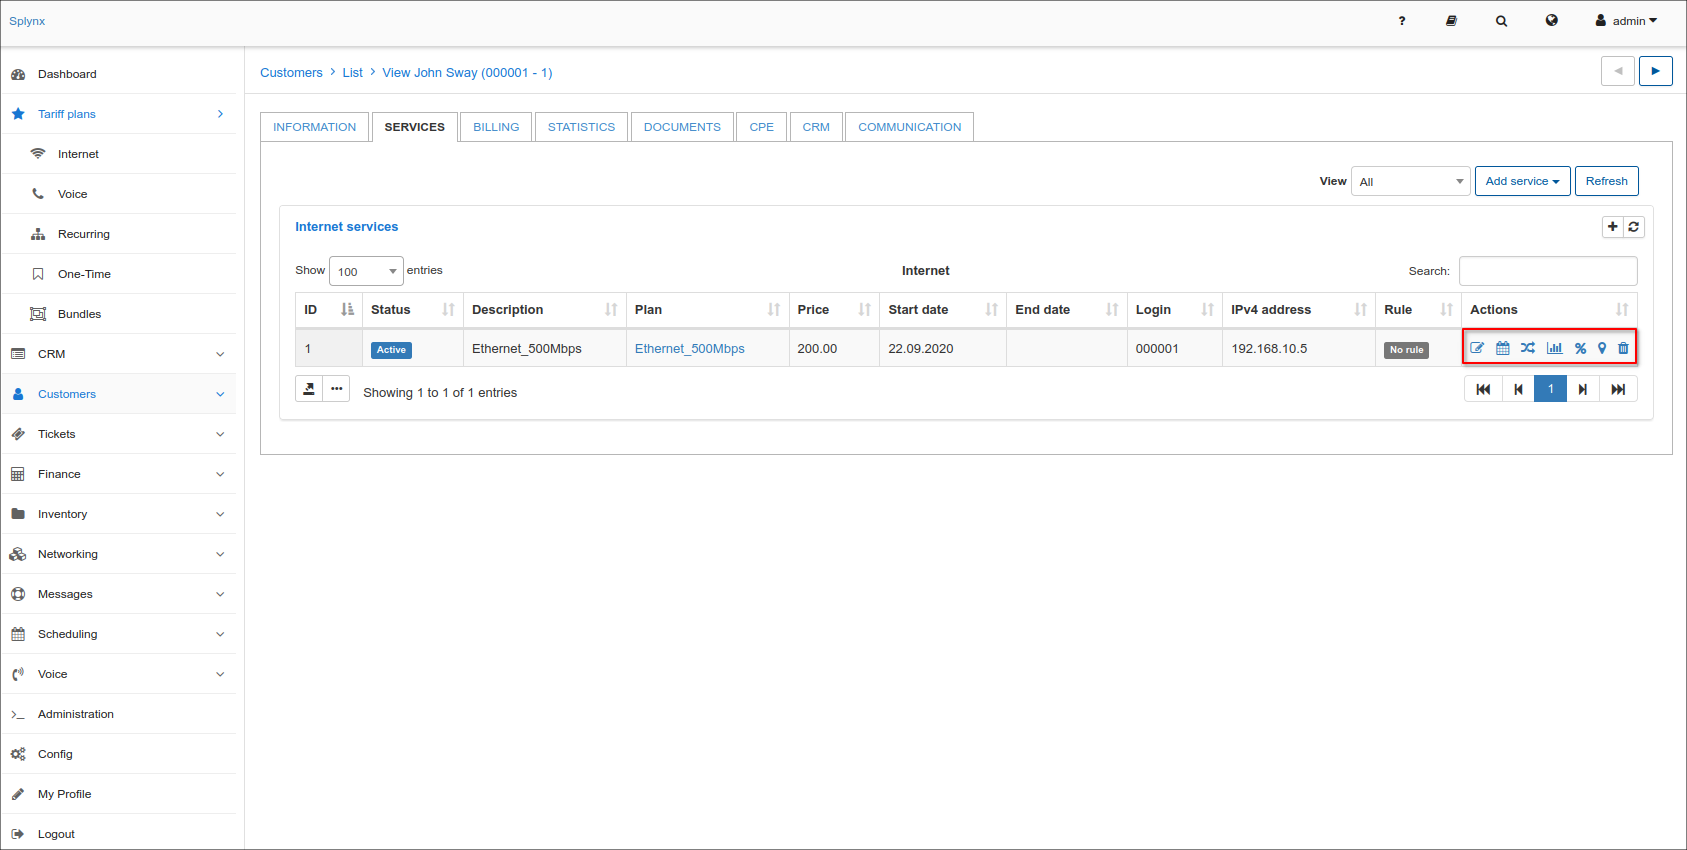 Splynx
? admin
Dashboard
Tariff plans
Internet
Voice
Recurring
One-Time
Bundles
CRM
Customers
Tickets
Finance
Inventory
Networking
Messages
Scheduling
Voice
Administration
Config
My Profile
Logout
Customers > List > View John Sway (000001 - 1)
INFORMATION SERVICES BILLING STATISTICS DOCUMENTS CPE CRM COMMUNICATION
View All Add service Refresh
Internet services
Show 100 entries Internet Search:
ID Status Description Plan Price Start date End date Login IPv4 address Rule Actions
1 Active Ethernet_500Mbps Ethernet_500Mbps 200.00 22.09.2020 000001 192.168.10.5 No rule
Showing 1 to 1 of 1 entries 1